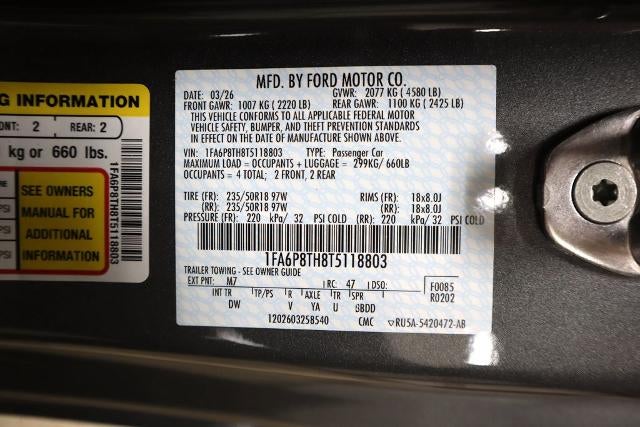 G INFORMATION
NT: 2 REAR: 2
kg or 660 lbs.
PSI
PSI
SEE OWNERS
MANUAL FOR
ADDITIONAL
INFORMATION
1FA6P8TH8T5118803
MFD. BY FORD MOTOR CO.
DATE: 03/26 GVWR: 2077 KG ( 4580 LB)
FRONT GAWR: 1007 KG ( 2220 LB) REAR GAWR: 1100 KG ( 2425 LB)
THIS VEHICLE CONFORMS TO ALL APPLICABLE FEDERAL MOTOR
VEHICLE SAFETY, BUMPER, AND THEFT PREVENTION STANDARDS
IN EFFECT ON THE DATE OF MANUFACTURE SHOWN ABOVE.
VIN: 1FA6P8TH8T5118803 TYPE: Passenger Car
MAXIMUM LOAD = OCCUPANTS + LUGGAGE = 299KG/ 660LB
OCCUPANTS = 4 TOTAL; 2 FRONT, 2 REAR
TIRE (FR): 235/50R18 97W RIMS (FR): 18x8.0J
(RR): 235/50R18 97W (RR): 18x8.0J
PRESSURE (FR): 220 kPa/ 32 PSI COLD (RR): 220 kPa/ 32 PSI COLD
1FA6P8TH8T5118803
TRAILER TOWING - SEE OWNER GUIDE
EXT PNT: M7 RC: 47 DSO: F0085
INT TR TP/PS R AXLE TR SPR R0202
DW V YA U BBDD
1202603258540 CMC RU5A-5420472-AB